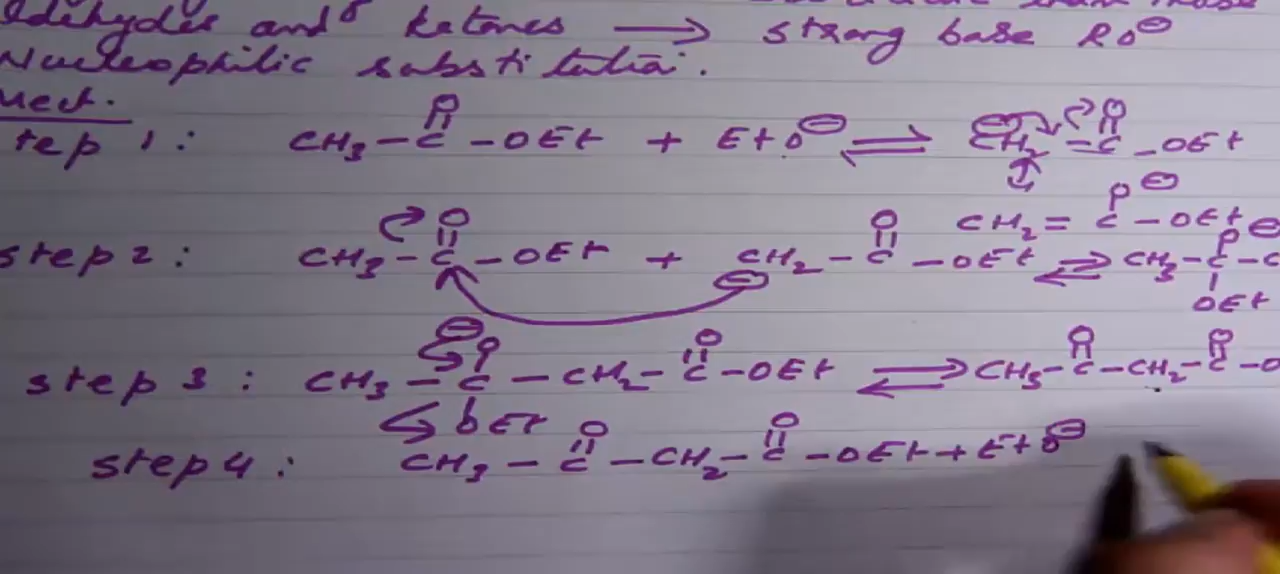 aldehydes and ketones → strong base RO⊖
Nucleophilic substitution.
Mect.
tep 1: CH3-C-OEt + EtO⊖ ⇌ CH2-C-OEt
O O
CH2=C-OEt
O⊖
step 2: CH3-C-OEt + CH2-C-OEt ⇌ CH3-C-C
O ⊖ O O⊖
OEt
step 3: CH3-C-CH2-C-OEt ⇌ CH3-C-CH2-C-O
O⊖ O O O
OEt
step 4: CH3-C-CH2-C-OEt + EtO⊖
O O